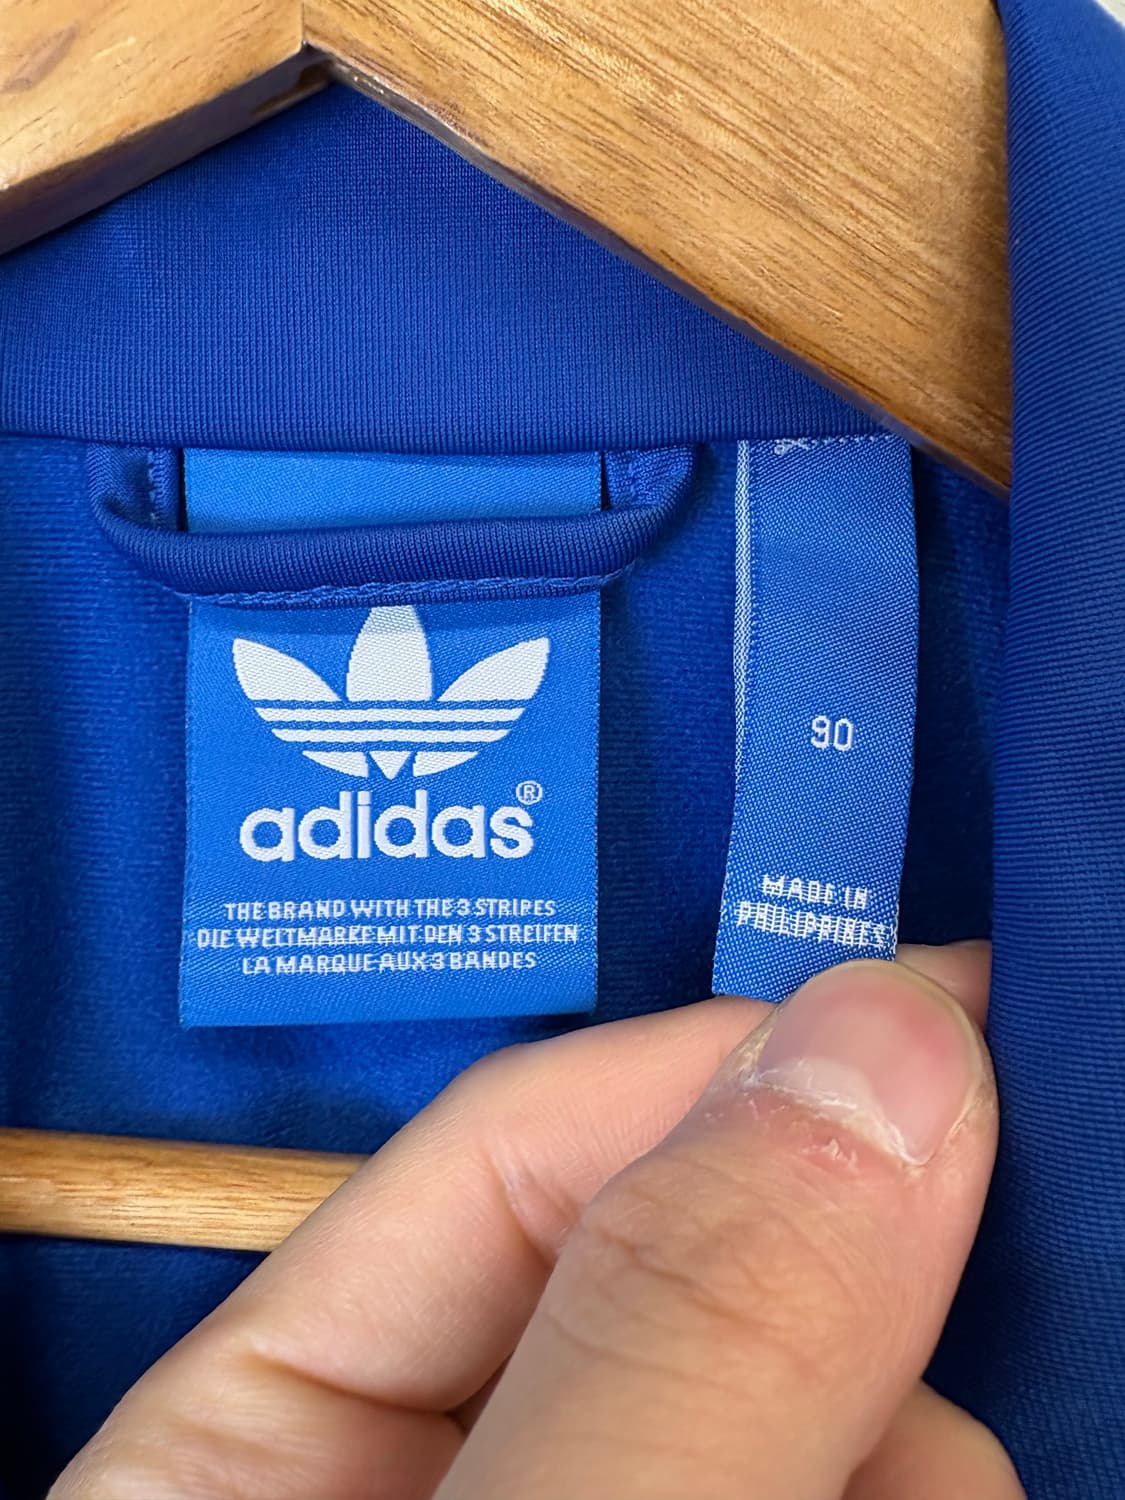 adidas®
THE BRAND WITH THE 3 STRIPES
DIE WELTMARKE MIT DEN 3 STREIFEN
LA MARQUE AUX 3 BANDES
90
MADE IN
PHILIPPINES